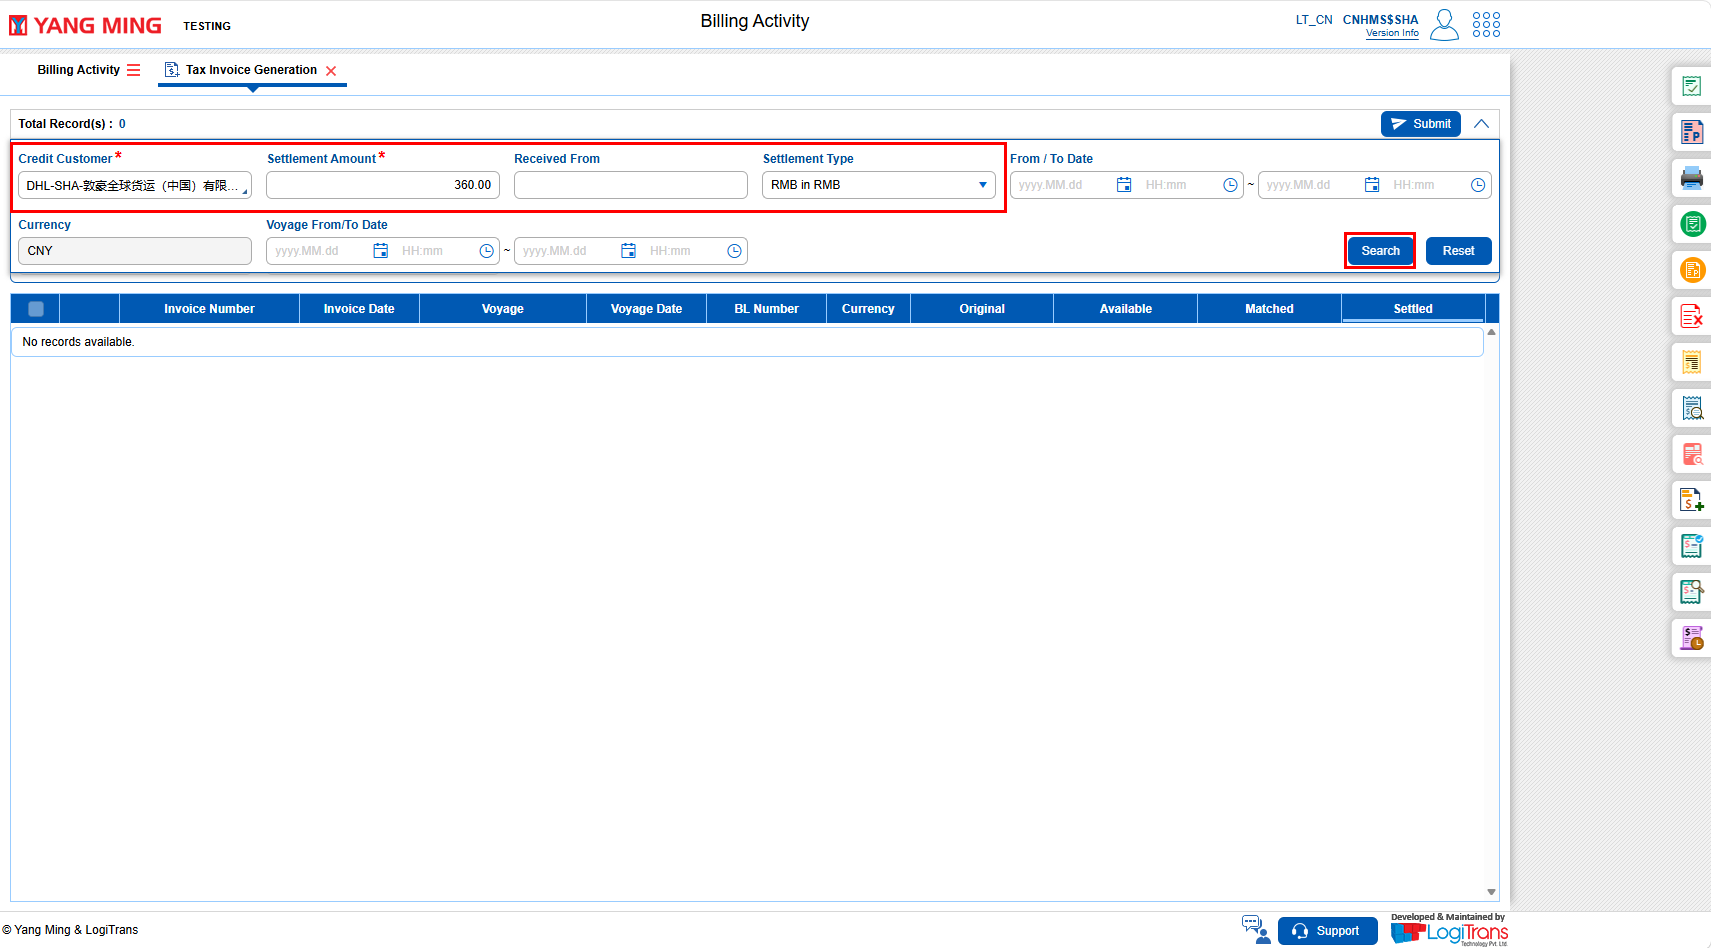 YANG MING TESTING
Billing Activity
LT_CN CNHMS$SHA
Version Info
Billing Activity Tax Invoice Generation
Total Record(s) : 0 Submit
Credit Customer* Settlement Amount* Received From Settlement Type From / To Date
DHL-SHA-敦豪全球货运（中国）有限... 360.00 RMB in RMB yyyy.MM.dd HH:mm ~ yyyy.MM.dd HH:mm
Currency Voyage From/To Date
CNY yyyy.MM.dd HH:mm ~ yyyy.MM.dd HH:mm Search Reset
Invoice Number Invoice Date Voyage Voyage Date BL Number Currency Original Available Matched Settled
No records available.
© Yang Ming & LogiTrans Support
Developed & Maintained by
LogiTrans
Technology Pvt. Ltd.